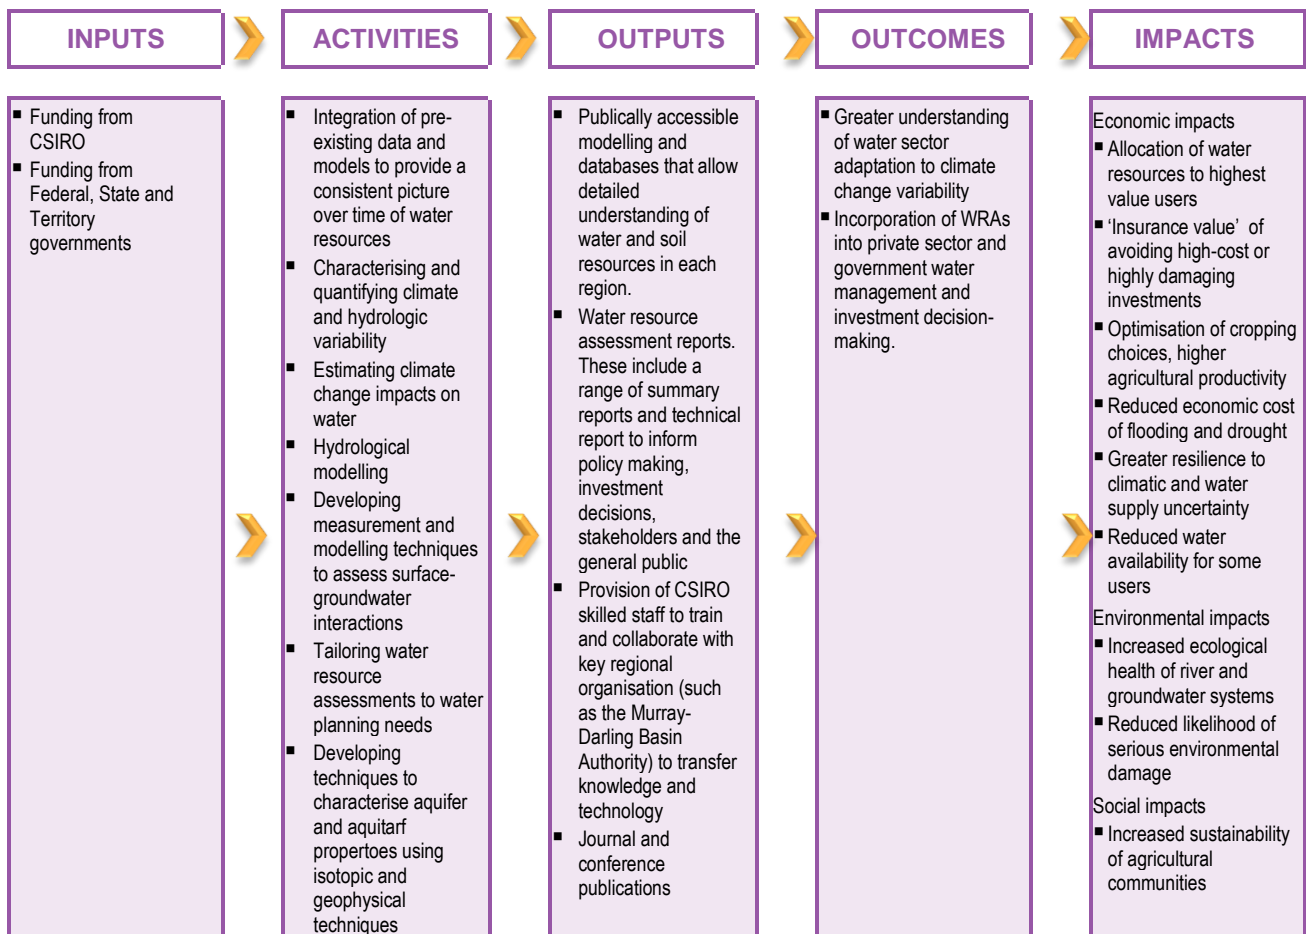 INPUTS
ACTIVITIES
OUTPUTS
OUTCOMES
IMPACTS
▪ Funding from
CSIRO
▪ Funding from
Federal, State and
Territory
governments
▪ Integration of pre-
existing data and
models to provide a
consistent picture
over time of water
resources
▪ Characterising and
quantifying climate
and hydrologic
variability
▪ Estimating climate
change impacts on
water
▪ Hydrological
modelling
▪ Developing
measurement and
modelling techniques
to assess surface-
groundwater
interactions
▪ Tailoring water
resource
assessments to water
planning needs
▪ Developing
techniques to
characterise aquifer
and aquitarf
propertoes using
isotopic and
geophysical
techniques
▪ Publically accessible
modelling and
databases that allow
detailed
understanding of
water and soil
resources in each
region.
▪ Water resource
assessment reports.
These include a
range of summary
reports and technical
report to inform
policy making,
investment
decisions,
stakeholders and the
general public
▪ Provision of CSIRO
skilled staff to train
and collaborate with
key regional
organisation (such
as the Murray-
Darling Basin
Authority) to transfer
knowledge and
technology
▪ Journal and
conference
publications
▪ Greater understanding
of water sector
adaptation to climate
change variability
▪ Incorporation of WRAs
into private sector and
government water
management and
investment decision-
making.
Economic impacts
▪ Allocation of water
resources to highest
value users
▪ ‘Insurance value’ of
avoiding high-cost or
highly damaging
investments
▪ Optimisation of cropping
choices, higher
agricultural productivity
▪ Reduced economic cost
of flooding and drought
▪ Greater resilience to
climatic and water
supply uncertainty
▪ Reduced water
availability for some
users
Environmental impacts
▪ Increased ecological
health of river and
groundwater systems
▪ Reduced likelihood of
serious environmental
damage
Social impacts
▪ Increased sustainability
of agricultural
communities